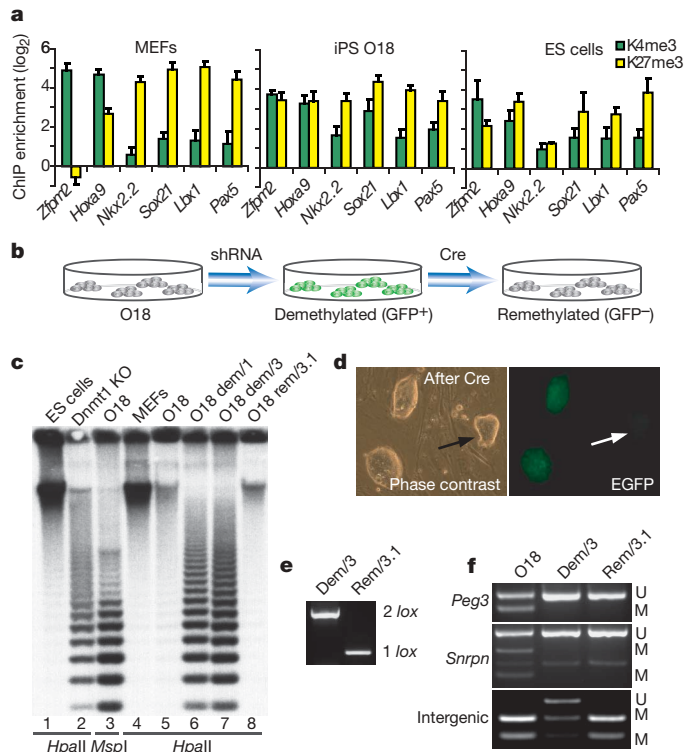 a
MEFs
iPS O18
ES cells
K4me3
K27me3
ChIP enrichment (log2)
6
4
2
0
Zfpm2
Hoxa9
Nkx2.2
Sox21
Lbx1
Pax5
Zfpm2
Hoxa9
Nkx2.2
Sox21
Lbx1
Pax5
Zfpm2
Hoxa9
Nkx2.2
Sox21
Lbx1
Pax5
b
shRNA
Cre
O18
Demethylated (GFP+)
Remethylated (GFP–)
c
ES cells
Dnmt1 KO
O18
MEFs
O18
O18 dem/1
O18 dem/3
O18 rem/3.1
1 2 3 4 5 6 7 8
HpaII MspI HpaII
d
After Cre
Phase contrast
EGFP
e
Dem/3
Rem/3.1
2 lox
1 lox
f
O18
Dem/3
Rem/3.1
Peg3
U
M
Snrpn
U
M
M
Intergenic
U
M
M